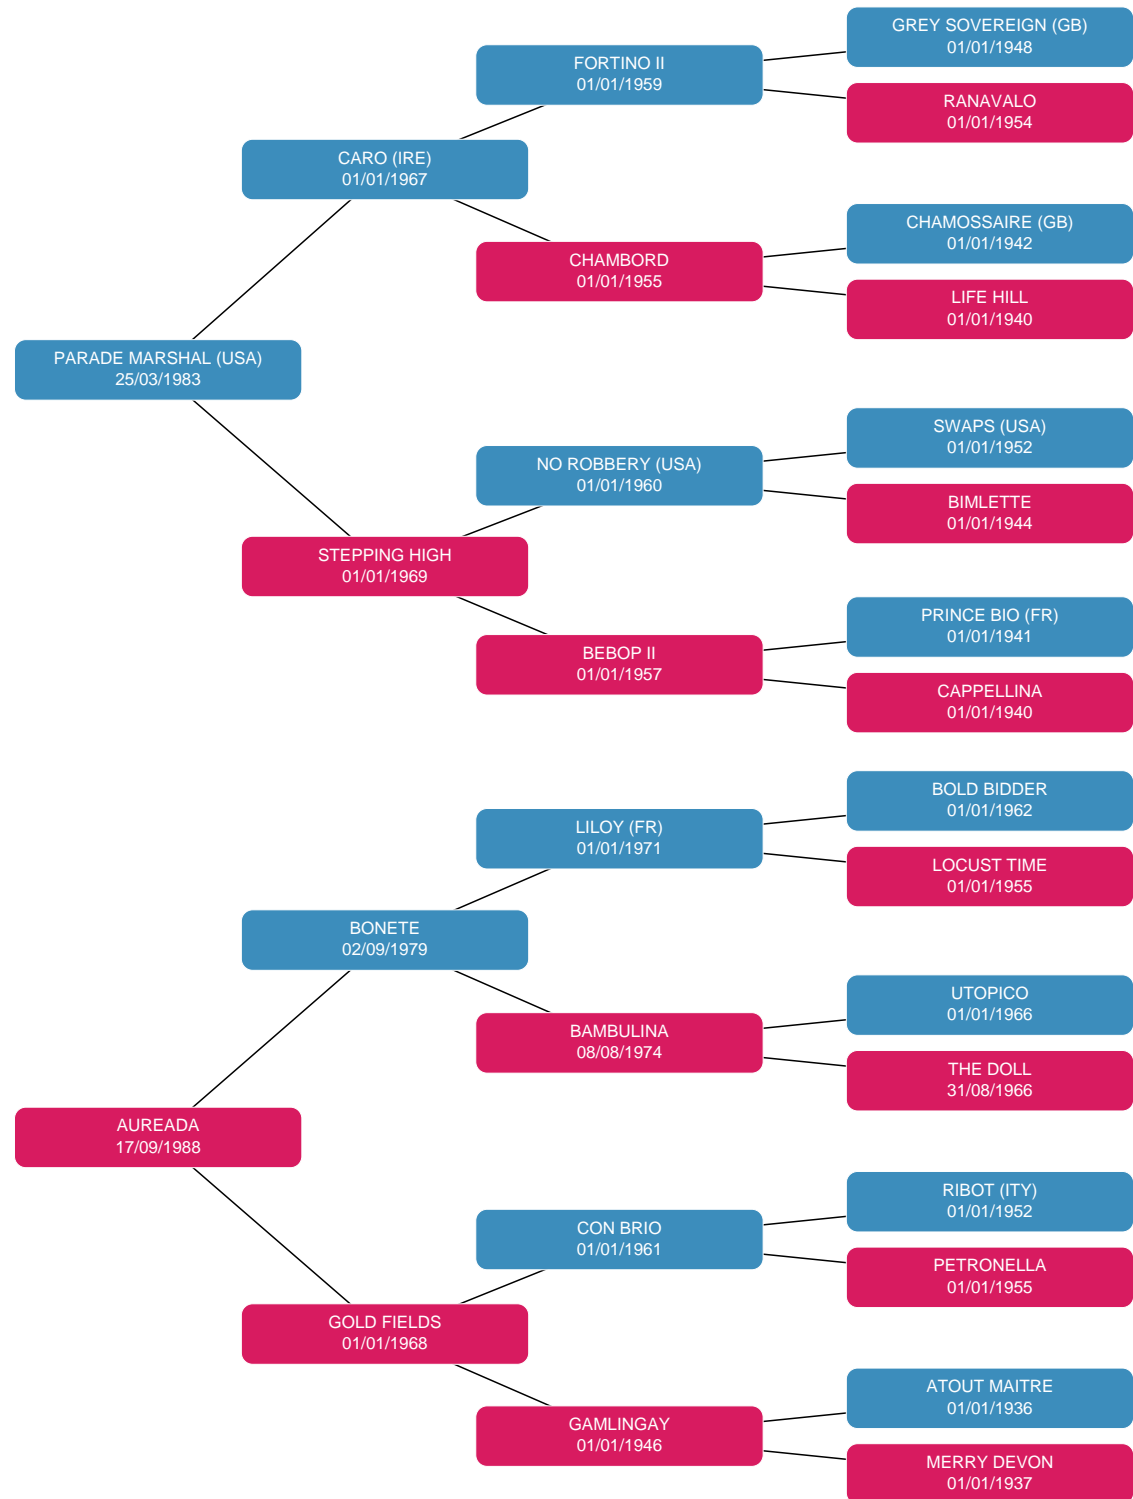 GREY SOVEREIGN (GB)
01/01/1948
FORTINO II
01/01/1959
RANAVALO
01/01/1954
CARO (IRE)
01/01/1967
CHAMOSSAIRE (GB)
01/01/1942
CHAMBORD
01/01/1955
LIFE HILL
01/01/1940
PARADE MARSHAL (USA)
25/03/1983
SWAPS (USA)
01/01/1952
NO ROBBERY (USA)
01/01/1960
BIMLETTE
01/01/1944
STEPPING HIGH
01/01/1969
PRINCE BIO (FR)
01/01/1941
BEBOP II
01/01/1957
CAPPELLINA
01/01/1940
BOLD BIDDER
01/01/1962
LILOY (FR)
01/01/1971
LOCUST TIME
01/01/1955
BONETE
02/09/1979
UTOPICO
01/01/1966
BAMBULINA
08/08/1974
THE DOLL
31/08/1966
AUREADA
17/09/1988
RIBOT (ITY)
01/01/1952
CON BRIO
01/01/1961
PETRONELLA
01/01/1955
GOLD FIELDS
01/01/1968
ATOUT MAITRE
01/01/1936
GAMLINGAY
01/01/1946
MERRY DEVON
01/01/1937